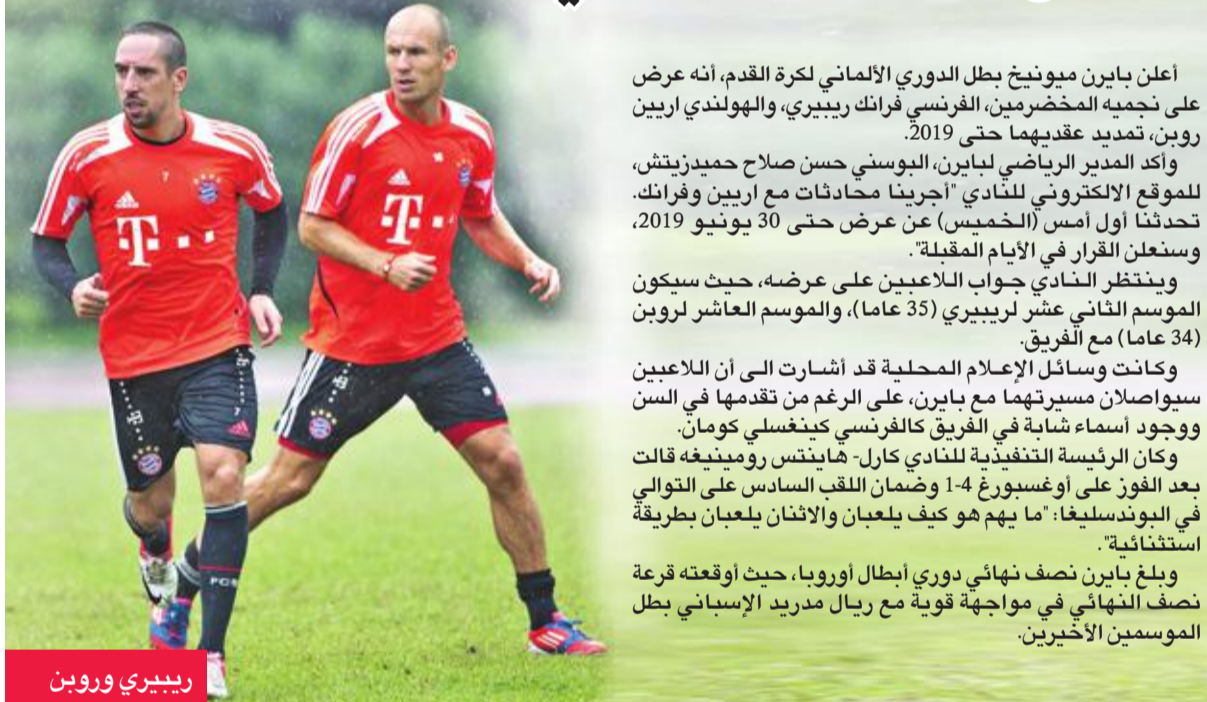 أعلن بايرن ميونيخ بطل الدوري الألماني لكرة القدم، أنه عرض
على نجميه المخضرمين، الفرنسي فرانك ريبيري، والهولندي اريين
روبن، تمديد عقديهما حتى 2019.
وأكد المدير الرياضي لبايرن، البوسني حسن صلاح حميدزيتش،
للموقع الالكتروني للنادي "أجرينا محادثات مع اريين وفرانك.
تحدثنا أول أمس (الخميس) عن عرض حتى 30 يونيو 2019،
وسنعلن القرار في الأيام المقبلة".
وينتظر النادي جواب اللاعبين على عرضه، حيث سيكون
الموسم الثاني عشر لريبيري (35 عاما)، والموسم العاشر لروبن
(34 عاما) مع الفريق.
وكانت وسائل الإعلام المحلية قد أشارت الى أن اللاعبين
سيواصلان مسيرتهما مع بايرن، على الرغم من تقدمها في السن
ووجود أسماء شابة في الفريق كالفرنسي كينغسلي كومان.
وكان الرئيسة التنفيذية للنادي كارل- هاينتس رومينيغه قالت
بعد الفوز على أوغسبورغ 4-1 وضمان اللقب السادس على التوالي
في البوندسليغا: "ما يهم هو كيف يلعبان والاثنان يلعبان بطريقة
استثنائية".
وبلغ بايرن نصف نهائي دوري أبطال أوروبا، حيث أوقعته قرعة
نصف النهائي في مواجهة قوية مع ريال مدريد الإسباني بطل
الموسمين الأخيرين.
adidas
7
T
adidas
T
7
FCB
ريبيري وروبن